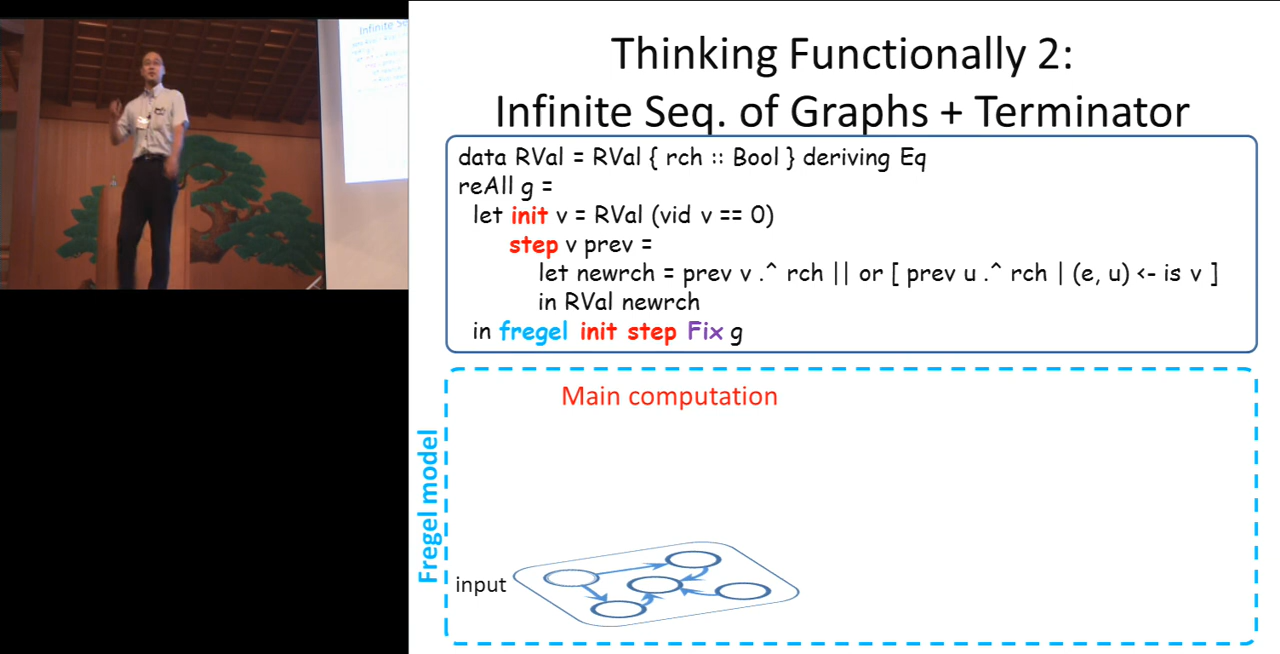 Thinking Functionally 2:
Infinite Seq. of Graphs + Terminator
data RVal = RVal { rch :: Bool } deriving Eq
reAll g =
let init v = RVal (vid v == 0)
step v prev =
let newrch = prev v .^ rch || or [ prev u .^ rch | (e, u) <- is v ]
in RVal newrch
in fregel init step Fix g
Main computation
Fregel model
input